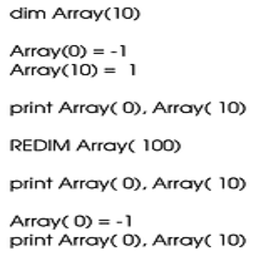 dim Array(10)
Array(0) = -1
Array(10) =  1
print Array( 0), Array( 10)
REDIM Array( 100)
print Array( 0), Array( 10)
Array( 0) = -1
print Array( 0), Array( 10)